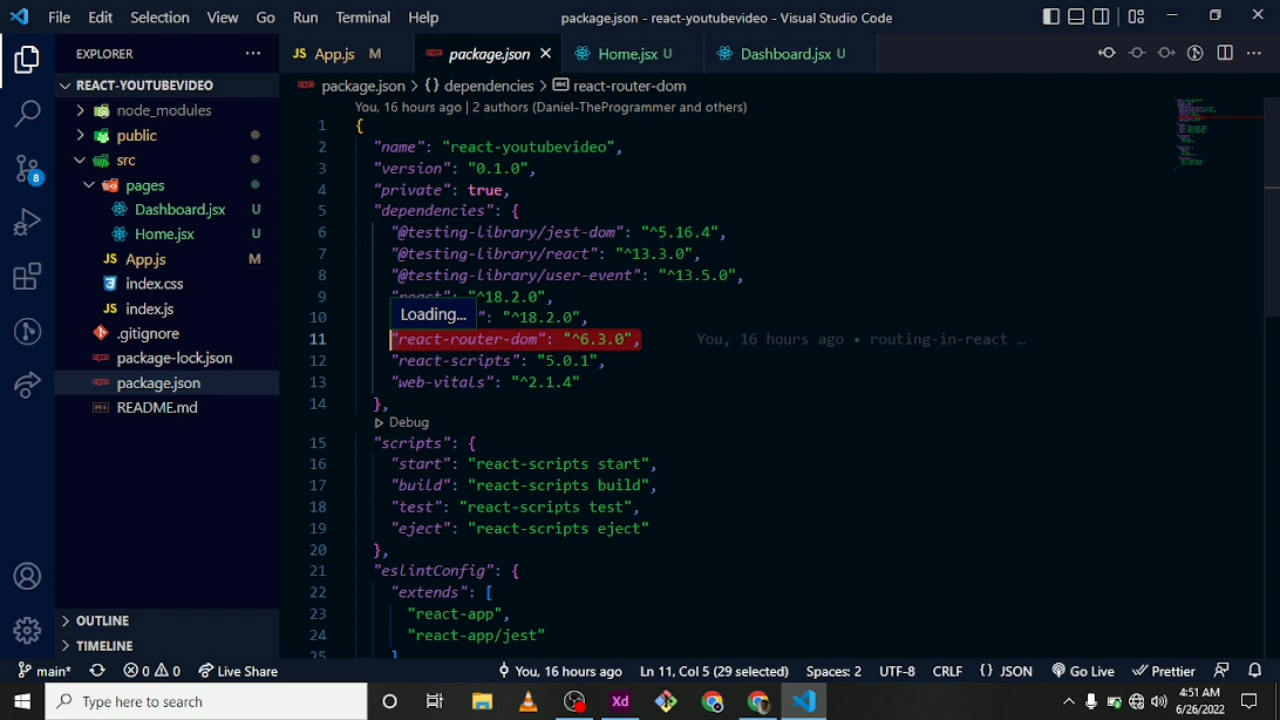 File Edit Selection View Go Run Terminal Help package.json - react-youtubevideo - Visual Studio Code
EXPLORER
JS App.js M package.json Home.jsx U Dashboard.jsx U
REACT-YOUTUBEVIDEO
package.json > {} dependencies > abc react-router-dom
You, 16 hours ago | 2 authors (Daniel-TheProgrammer and others)
node_modules
public
src
pages
Dashboard.jsx U
Home.jsx U
JS App.js M
index.css
JS index.js
.gitignore
package-lock.json
package.json
README.md
OUTLINE
TIMELINE
8
1 {
2 "name": "react-youtubevideo",
3 "version": "0.1.0",
4 "private": true,
5 "dependencies": {
6 "@testing-library/jest-dom": "^5.16.4",
7 "@testing-library/react": "^13.3.0",
8 "@testing-library/user-event": "^13.5.0",
9 "react": "^18.2.0",
Loading...
10 ": "^18.2.0",
11 "react-router-dom": "^6.3.0", You, 16 hours ago • routing-in-react …
12 "react-scripts": "5.0.1",
13 "web-vitals": "^2.1.4"
14 },
Debug
15 "scripts": {
16 "start": "react-scripts start",
17 "build": "react-scripts build",
18 "test": "react-scripts test",
19 "eject": "react-scripts eject"
20 },
21 "eslintConfig": {
22 "extends": [
23 "react-app",
24 "react-app/jest"
25 ]
main* 0 0 Live Share You, 16 hours ago Ln 11, Col 5 (29 selected) Spaces: 2 UTF-8 CRLF {} JSON Go Live Prettier
Type here to search
Xd
4:51 AM
6/26/2022